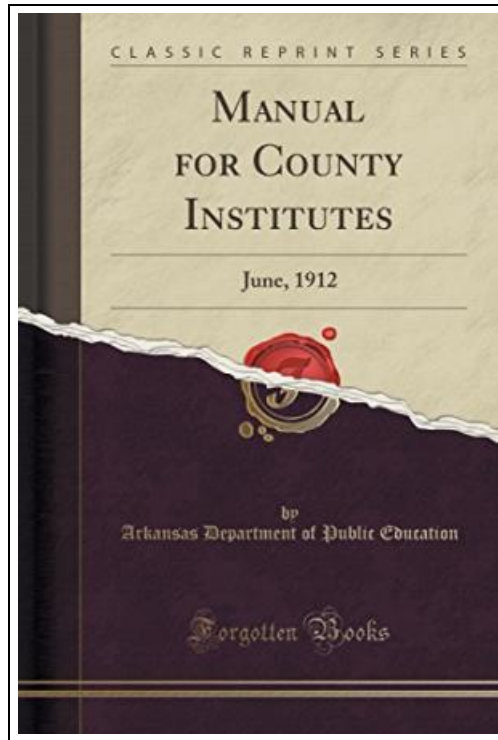 CLASSIC REPRINT SERIES
MANUAL
FOR COUNTY
INSTITUTES
June, 1912
F
by
Arkansas Department of Public Education
Forgotten Books